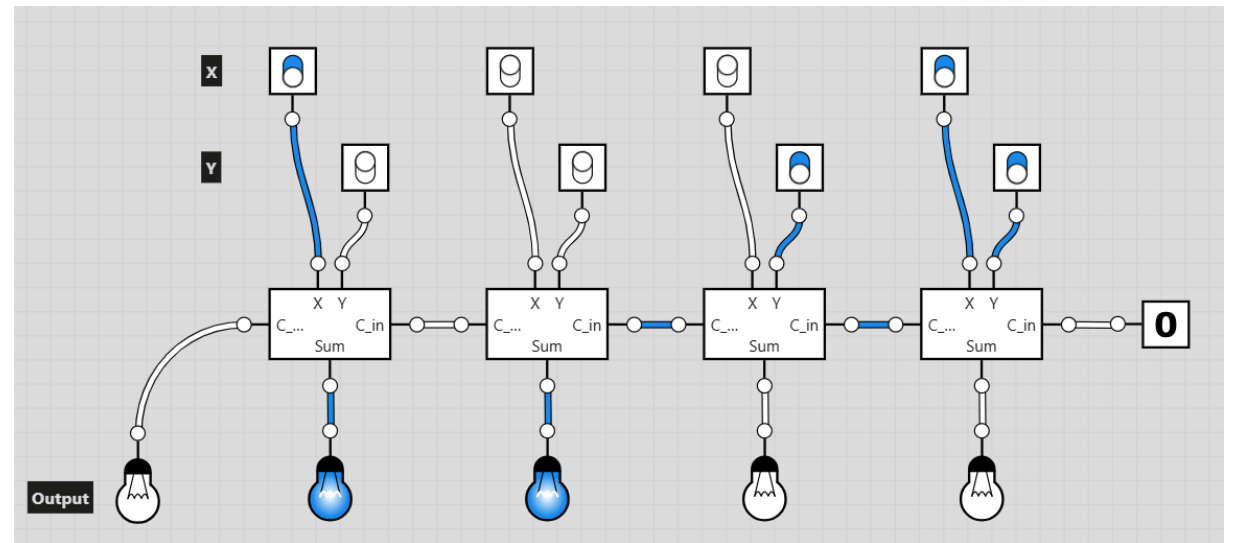 X
Y
X Y X Y X Y X Y
C_... C_in C_... C_in C_... C_in C_... C_in 0
Sum Sum Sum Sum
Output